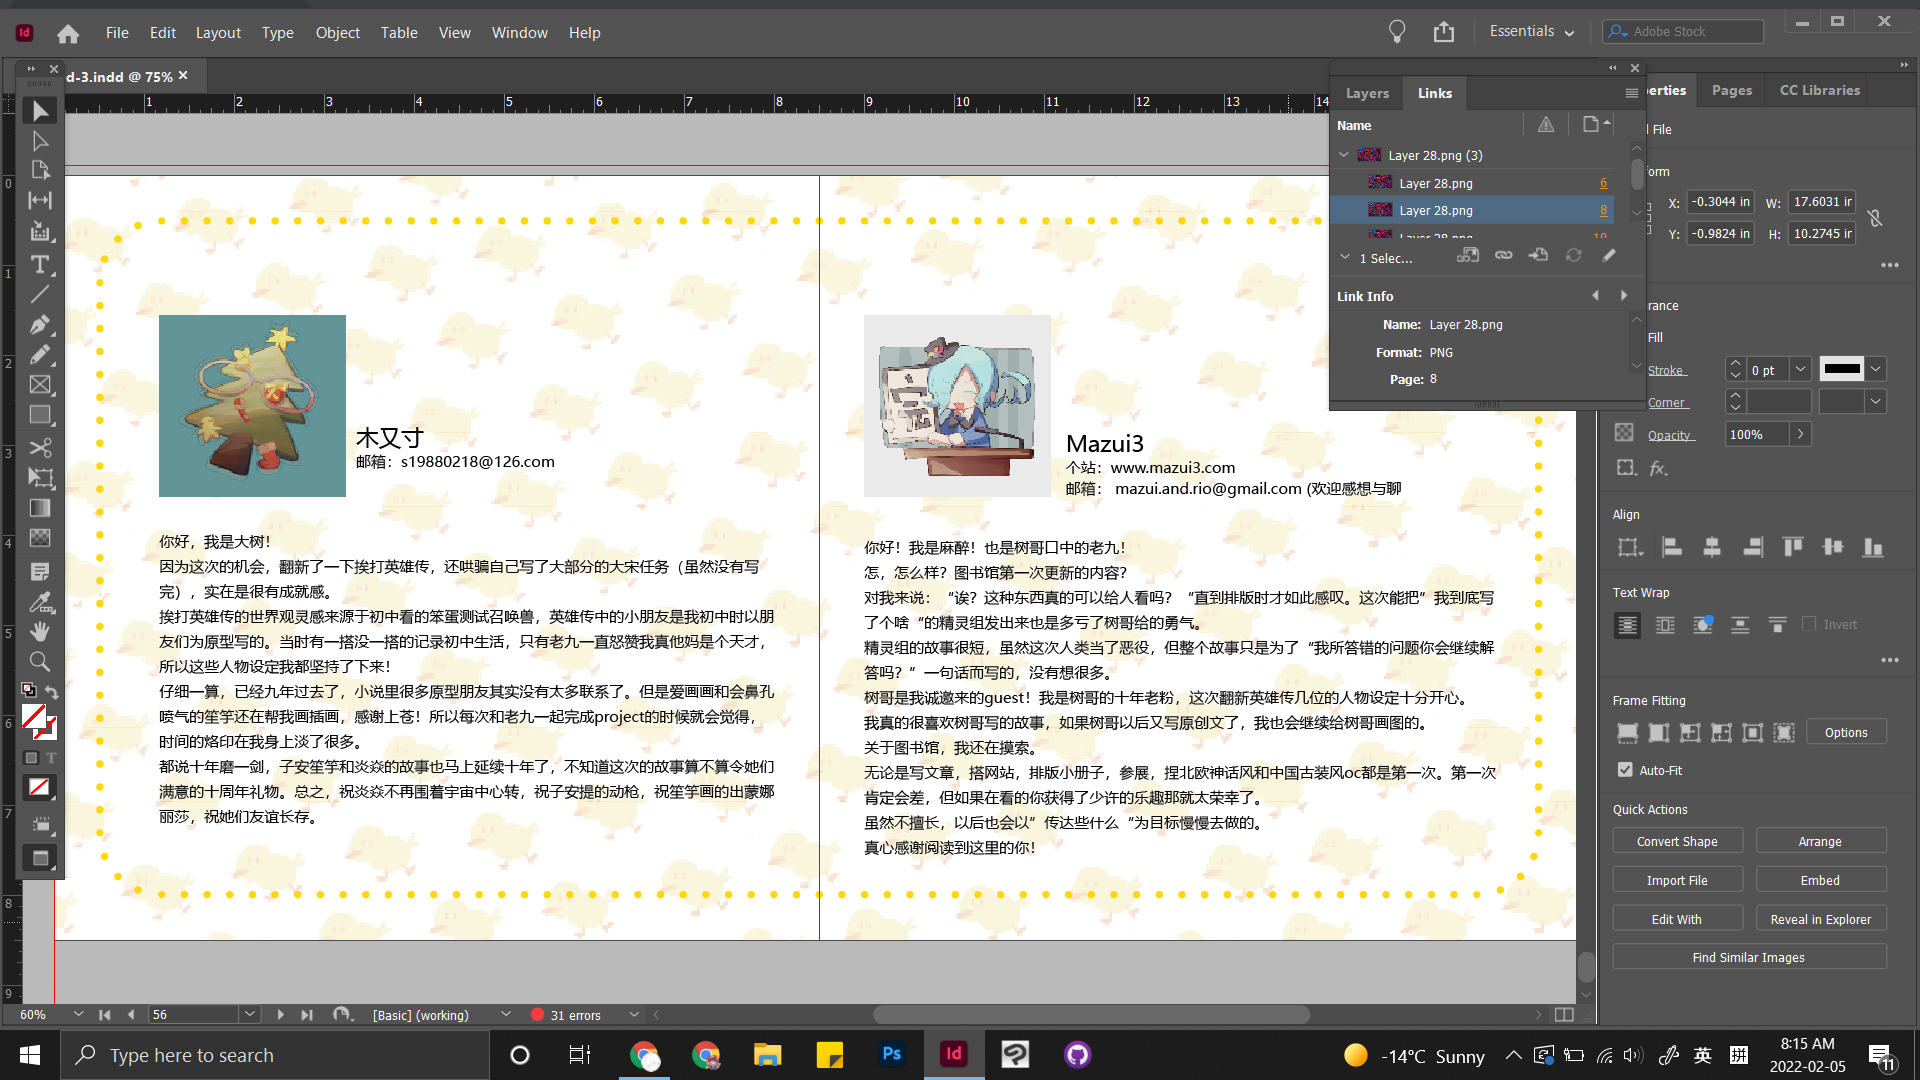 Id
File Edit Layout Type Object Table View Window Help
Essentials
Adobe Stock
d-3.indd @ 75%
1 2 3 4 5 6 7 8 9 10 11 12 13 14
0
1
2
3
4
5
6
7
8
9
木又寸
邮箱：s19880218@126.com
你好，我是大树！
因为这次的机会，翻新了一下挨打英雄传，还哄骗自己写了大部分的大宋任务（虽然没有写
完），实在是很有成就感。
挨打英雄传的世界观灵感来源于初中看的笨蛋测试召唤兽，英雄传中的小朋友是我初中时以朋
友们为原型写的。当时有一搭没一搭的记录初中生活，只有老九一直怒赞我真他妈是个天才，
所以这些人物设定我都坚持了下来！
仔细一算，已经九年过去了，小说里很多原型朋友其实没有太多联系了。但是爱画画和会鼻孔
喷气的笙竽还在帮我画插画，感谢上苍！所以每次和老九一起完成project的时候就会觉得，
时间的烙印在我身上淡了很多。
都说十年磨一剑，子安笙竽和炎焱的故事也马上延续十年了，不知道这次的故事算不算令她们
满意的十周年礼物。总之，祝炎焱不再围着宇宙中心转，祝子安提的动枪，祝笙竽画的出蒙娜
丽莎，祝她们友谊长存。
Mazui3
个站：www.mazui3.com
邮箱： mazui.and.rio@gmail.com (欢迎感想与聊
你好！我是麻醉！也是树哥口中的老九！
怎，怎么样？图书馆第一次更新的内容？
对我来说：“诶？这种东西真的可以给人看吗？“直到排版时才如此感叹。这次能把”我到底写
了个啥“的精灵组发出来也是多亏了树哥给的勇气。
精灵组的故事很短，虽然这次人类当了恶役，但整个故事只是为了“我所答错的问题你会继续解
答吗？”一句话而写的，没有想很多。
树哥是我诚邀来的guest！我是树哥的十年老粉，这次翻新英雄传几位的人物设定十分开心。
我真的很喜欢树哥写的故事，如果树哥以后又写原创文了，我也会继续给树哥画图的。
关于图书馆，我还在摸索。
无论是写文章，搭网站，排版小册子，参展，捏北欧神话风和中国古装风oc都是第一次。第一次
肯定会差，但如果在看的你获得了少许的乐趣那就太荣幸了。
虽然不擅长，以后也会以”传达些什么“为目标慢慢去做的。
真心感谢阅读到这里的你！
Layers Links
Name
Layer 28.png (3)
Layer 28.png 6
Layer 28.png 8
Layer 28.png 10
1 Selec...
Link Info
Name: Layer 28.png
Format: PNG
Page: 8
erties Pages CC Libraries
File
orm
X: -0.3044 in W: 17.6031 in
Y: -0.9824 in H: 10.2745 in
rance
Fill
Stroke 0 pt
Corner
Opacity 100%
fx.
Align
Text Wrap
Invert
Frame Fitting
Options
Auto-Fit
Quick Actions
Convert Shape Arrange
Import File Embed
Edit With Reveal in Explorer
Find Similar Images
60% 56 [Basic] (working) 31 errors
Type here to search
Ps Id
-14°C Sunny
英 拼
8:15 AM
2022-02-05
11